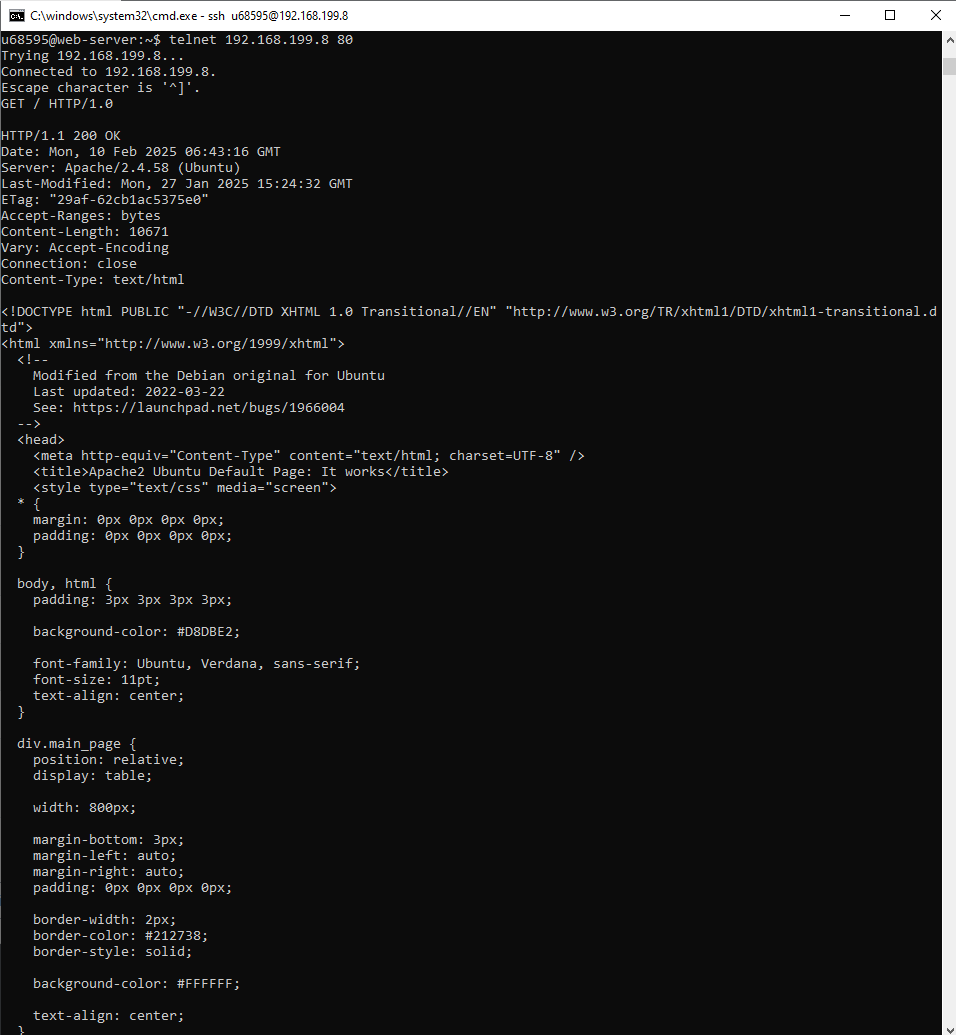 C:\windows\system32\cmd.exe - ssh  u68595@192.168.199.8
u68595@web-server:~$ telnet 192.168.199.8 80
Trying 192.168.199.8...
Connected to 192.168.199.8.
Escape character is '^]'.
GET / HTTP/1.0

HTTP/1.1 200 OK
Date: Mon, 10 Feb 2025 06:43:16 GMT
Server: Apache/2.4.58 (Ubuntu)
Last-Modified: Mon, 27 Jan 2025 15:24:32 GMT
ETag: "29af-62cb1ac5375e0"
Accept-Ranges: bytes
Content-Length: 10671
Vary: Accept-Encoding
Connection: close
Content-Type: text/html

<!DOCTYPE html PUBLIC "-//W3C//DTD XHTML 1.0 Transitional//EN" "http://www.w3.org/TR/xhtml1/DTD/xhtml1-transitional.d
td">
<html xmlns="http://www.w3.org/1999/xhtml">
  <!--
    Modified from the Debian original for Ubuntu
    Last updated: 2022-03-22
    See: https://launchpad.net/bugs/1966004
  -->
  <head>
    <meta http-equiv="Content-Type" content="text/html; charset=UTF-8" />
    <title>Apache2 Ubuntu Default Page: It works</title>
    <style type="text/css" media="screen">
  * {
    margin: 0px 0px 0px 0px;
    padding: 0px 0px 0px 0px;
  }

  body, html {
    padding: 3px 3px 3px 3px;

    background-color: #D8DBE2;

    font-family: Ubuntu, Verdana, sans-serif;
    font-size: 11pt;
    text-align: center;
  }

  div.main_page {
    position: relative;
    display: table;

    width: 800px;

    margin-bottom: 3px;
    margin-left: auto;
    margin-right: auto;
    padding: 0px 0px 0px 0px;

    border-width: 2px;
    border-color: #212738;
    border-style: solid;

    background-color: #FFFFFF;

    text-align: center;
  }